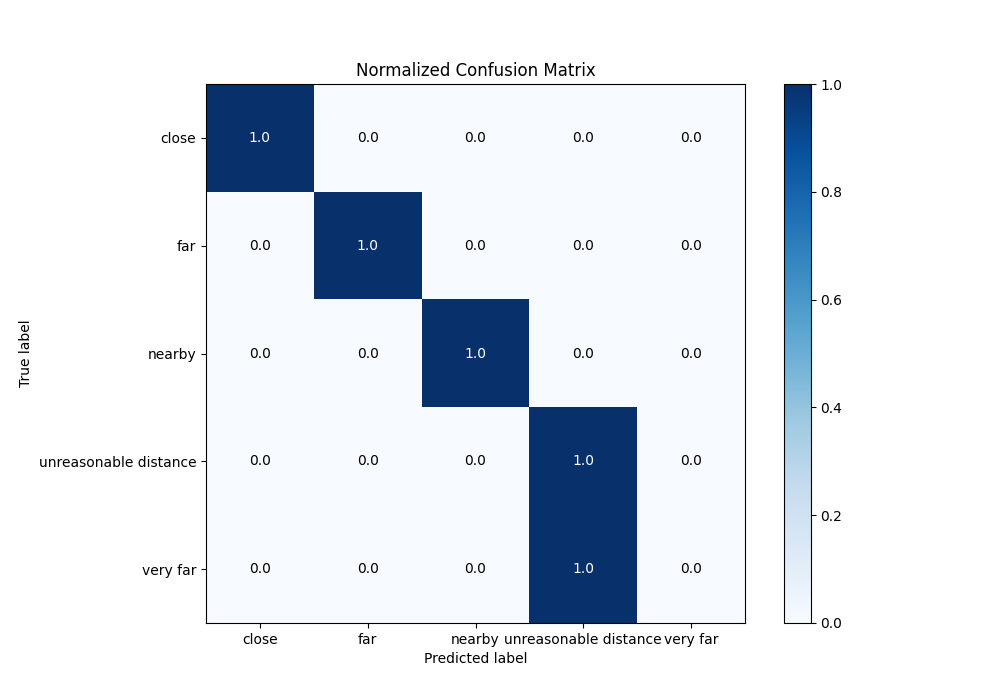 Normalized Confusion Matrix
True label
close 1.0 0.0 0.0 0.0 0.0
far 0.0 1.0 0.0 0.0 0.0
nearby 0.0 0.0 1.0 0.0 0.0
unreasonable distance 0.0 0.0 0.0 1.0 0.0
very far 0.0 0.0 0.0 1.0 0.0
close far nearby unreasonable distance very far
Predicted label
1.0
0.8
0.6
0.4
0.2
0.0